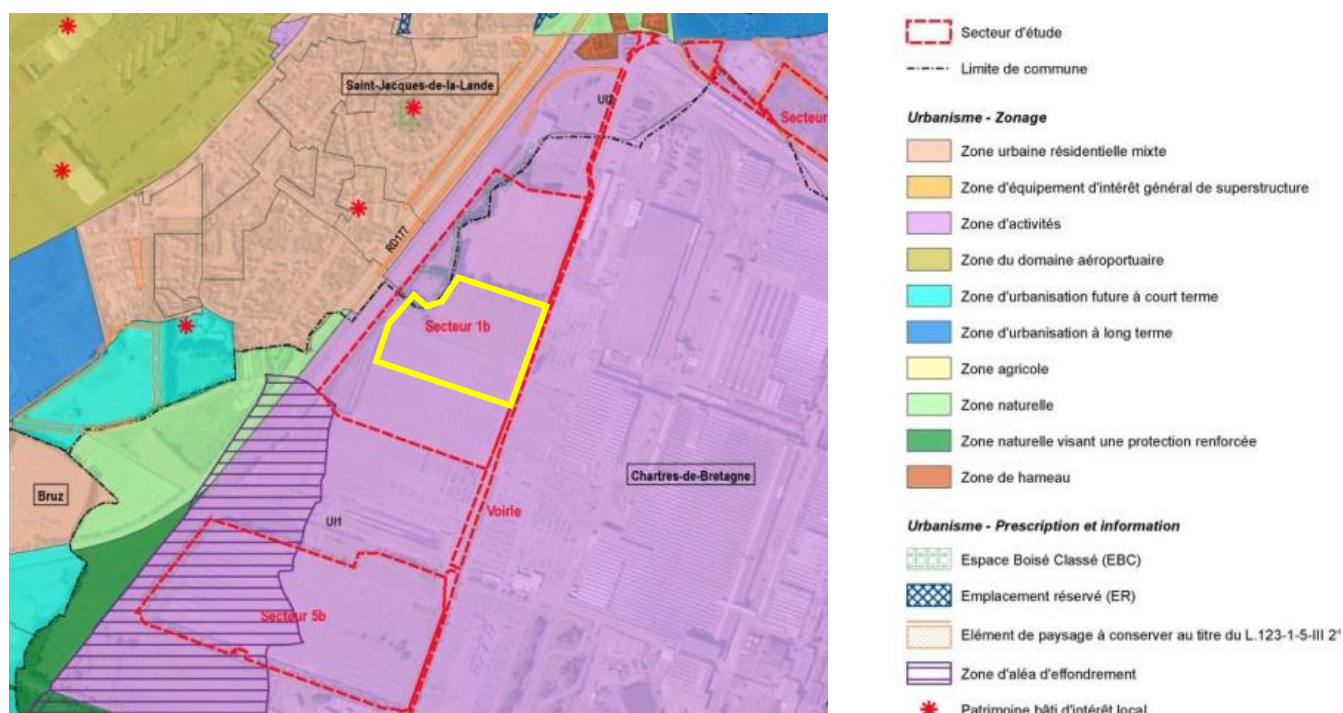 Saint-Jacques-de-la-Lande
UI2
Secteur
RD177
Secteur 1b
Chartres-de-Bretagne
Bruz
Voirie
UI1
Secteur 5b
Secteur d'étude
Limite de commune
Urbanisme - Zonage
Zone urbaine résidentielle mixte
Zone d'équipement d'intérêt général de superstructure
Zone d'activités
Zone du domaine aéroportuaire
Zone d'urbanisation future à court terme
Zone d'urbanisation à long terme
Zone agricole
Zone naturelle
Zone naturelle visant une protection renforcée
Zone de hameau
Urbanisme - Prescription et information
Espace Boisé Classé (EBC)
Emplacement réservé (ER)
Elément de paysage à conserver au titre du L.123-1-5-III 2°
Zone d'aléa d'effondrement
Patrimoine bâti d'intérêt local